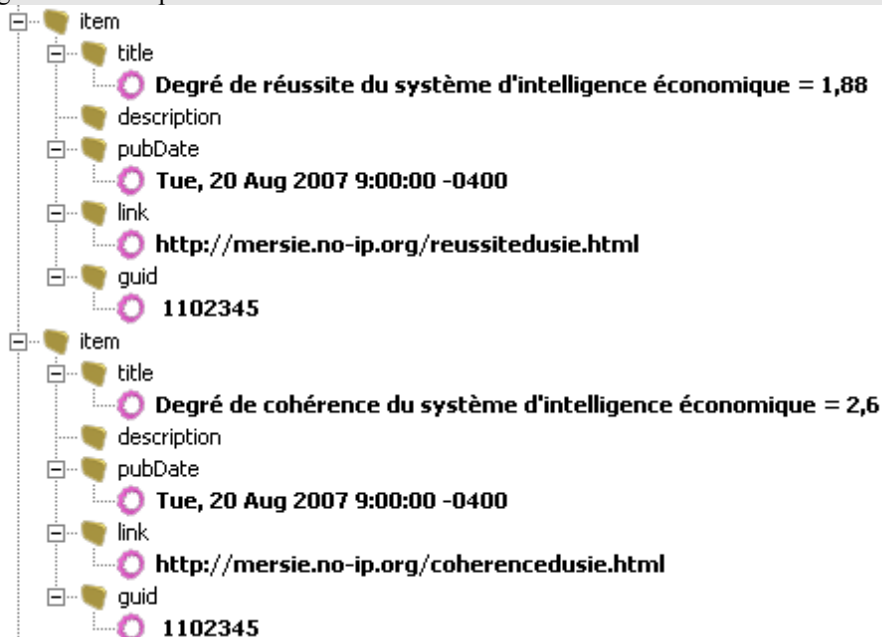 item
title
Degré de réussite du système d'intelligence économique = 1,88
description
pubDate
Tue, 20 Aug 2007 9:00:00 -0400
link
http://mersie.no-ip.org/reussitedusie.html
guid
1102345
item
title
Degré de cohérence du système d'intelligence économique = 2,6
description
pubDate
Tue, 20 Aug 2007 9:00:00 -0400
link
http://mersie.no-ip.org/coherencedusie.html
guid
1102345